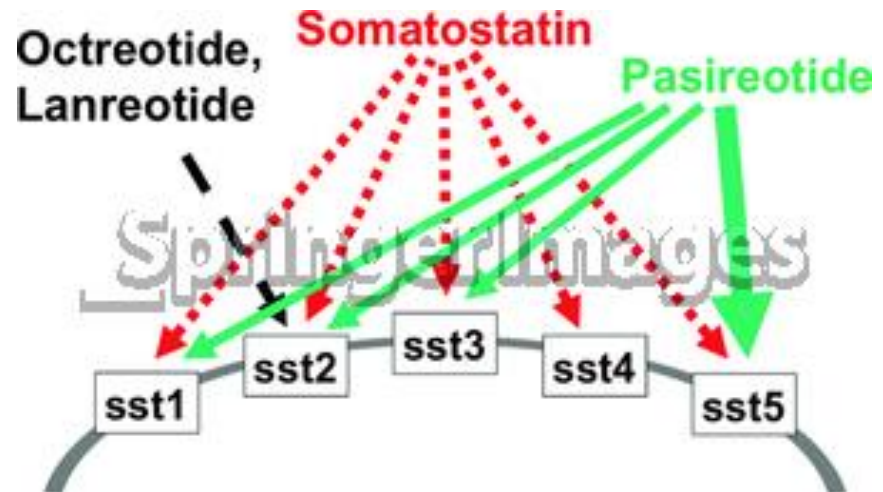 Octreotide,
Lanreotide
Somatostatin
Pasireotide
SpringerImages
sst1
sst2
sst3
sst4
sst5